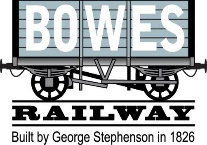 BOWES
RAILWAY
Built by George Stephenson in 1826